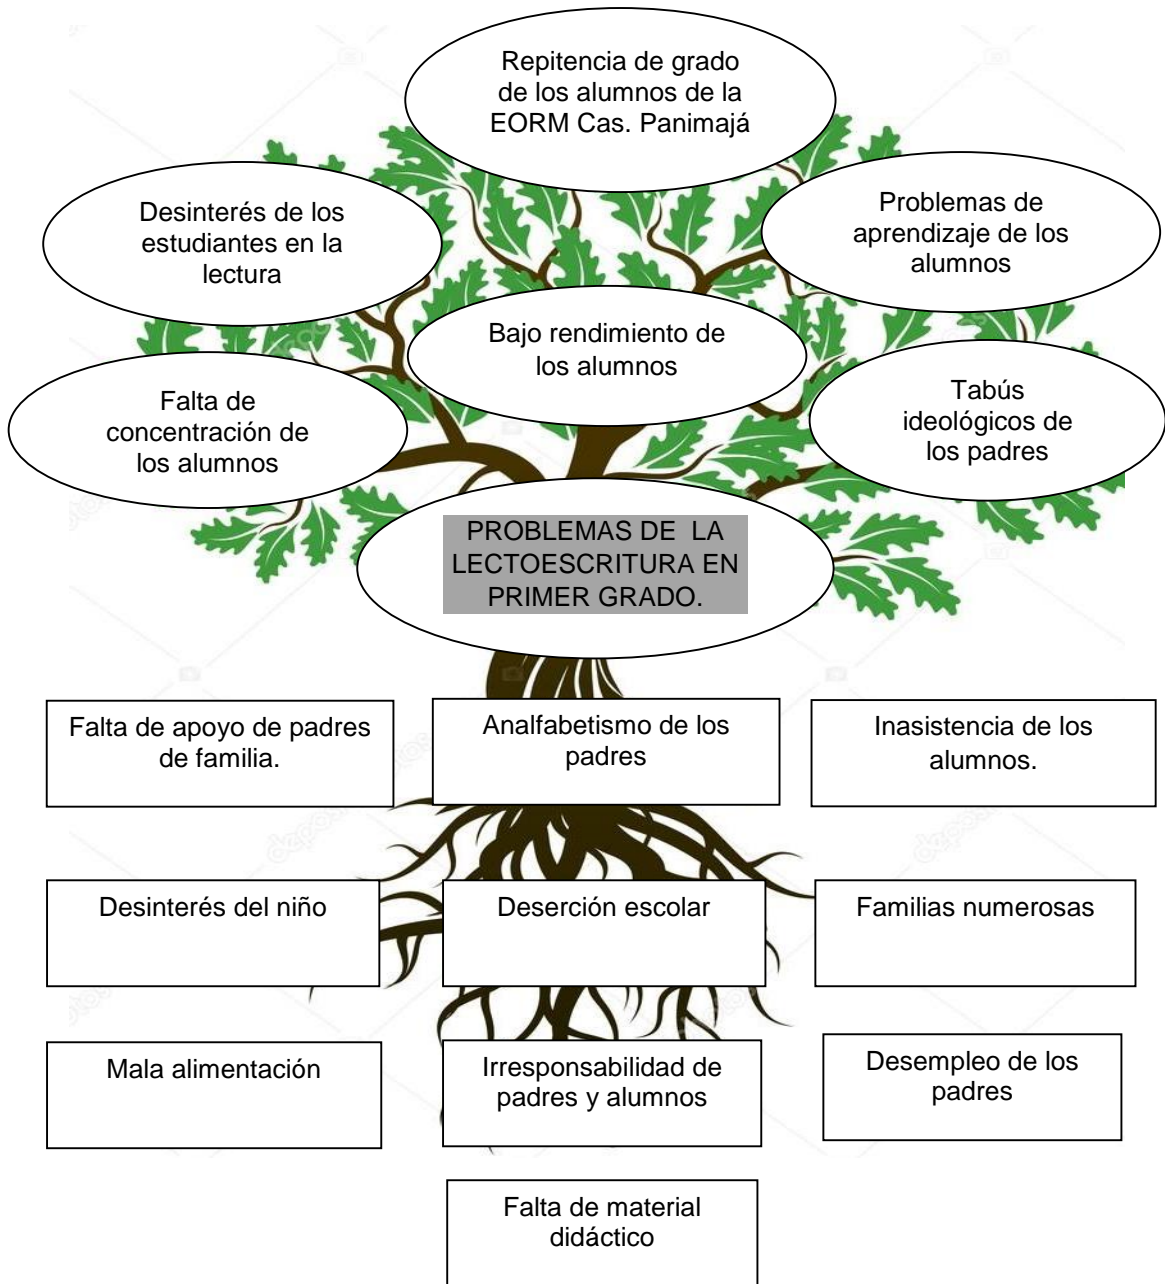 Repitencia de grado
de los alumnos de la
EORM Cas. Panimajá
Desinterés de los
estudiantes en la
lectura
Problemas de
aprendizaje de los
alumnos
Bajo rendimiento de
los alumnos
Falta de
concentración de
los alumnos
Tabús
ideológicos de
los padres
PROBLEMAS DE  LA
LECTOESCRITURA EN
PRIMER GRADO.
Falta de apoyo de padres
de familia.
Analfabetismo de los
padres
Inasistencia de los
alumnos.
Desinterés del niño
Deserción escolar
Familias numerosas
Mala alimentación
Irresponsabilidad de
padres y alumnos
Desempleo de los
padres
Falta de material
didáctico